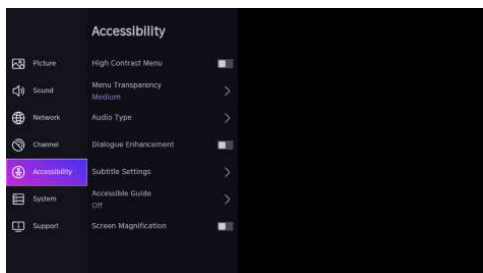 Accessibility
Picture
High Contrast Menu
Sound
Menu Transparency
Medium
Network
Audio Type
Channel
Dialogue Enhancement
Accessibility
Subtitle Settings
System
Accessible Guide
Off
Support
Screen Magnification